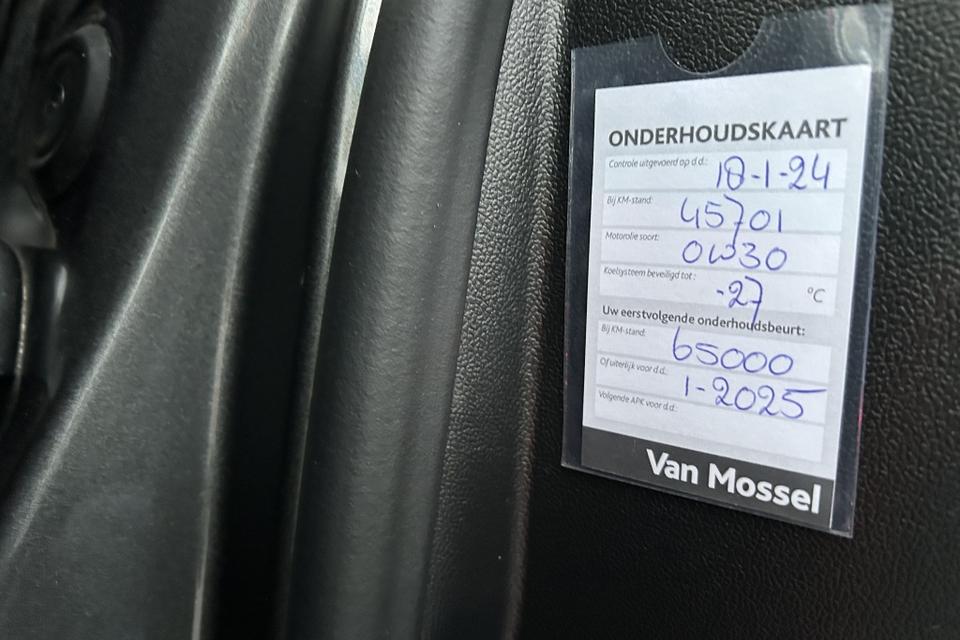 ONDERHOUDSKAART
Controle uitgevoerd op d.d.: 18-1-24
Bij KM-stand: 45701
Motorolie soort: 0W30
Koelsysteem beveiligd tot: -27 °C
Uw eerstvolgende onderhoudsbeurt:
Bij KM-stand: 65000
Of uiterlijk voor d.d.: 1-2025
Volgende APK voor d.d.:
Van Mossel